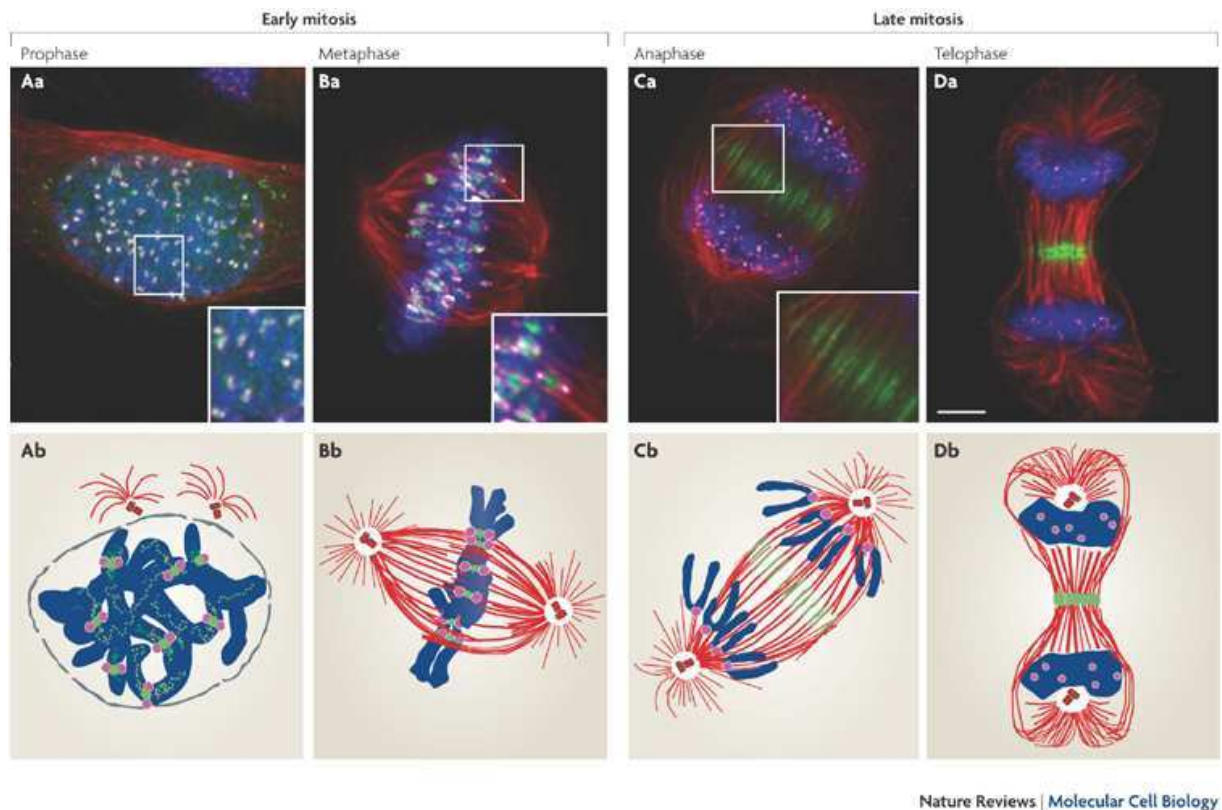 Early mitosis
Late mitosis
Prophase
Metaphase
Anaphase
Telophase
Aa
Ba
Ca
Da
Ab
Bb
Cb
Db
Nature Reviews | Molecular Cell Biology